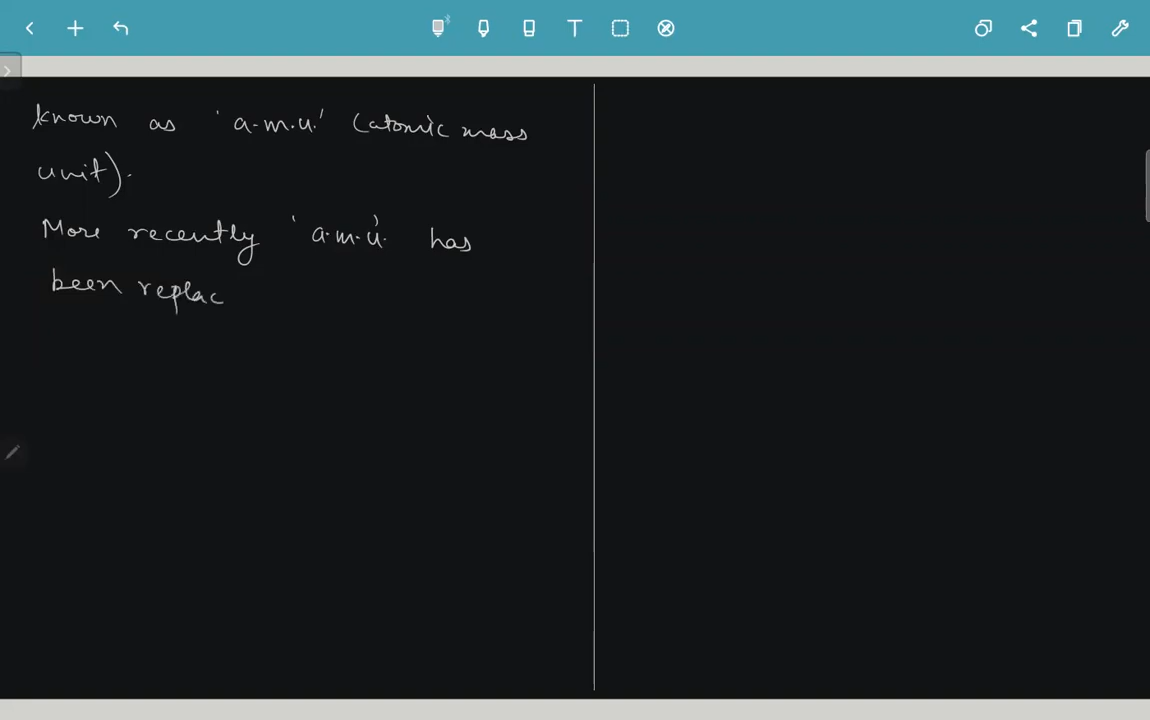 known as 'a.m.u.' (atomic mass
unit).
More recently 'a.m.u.' has
been replac